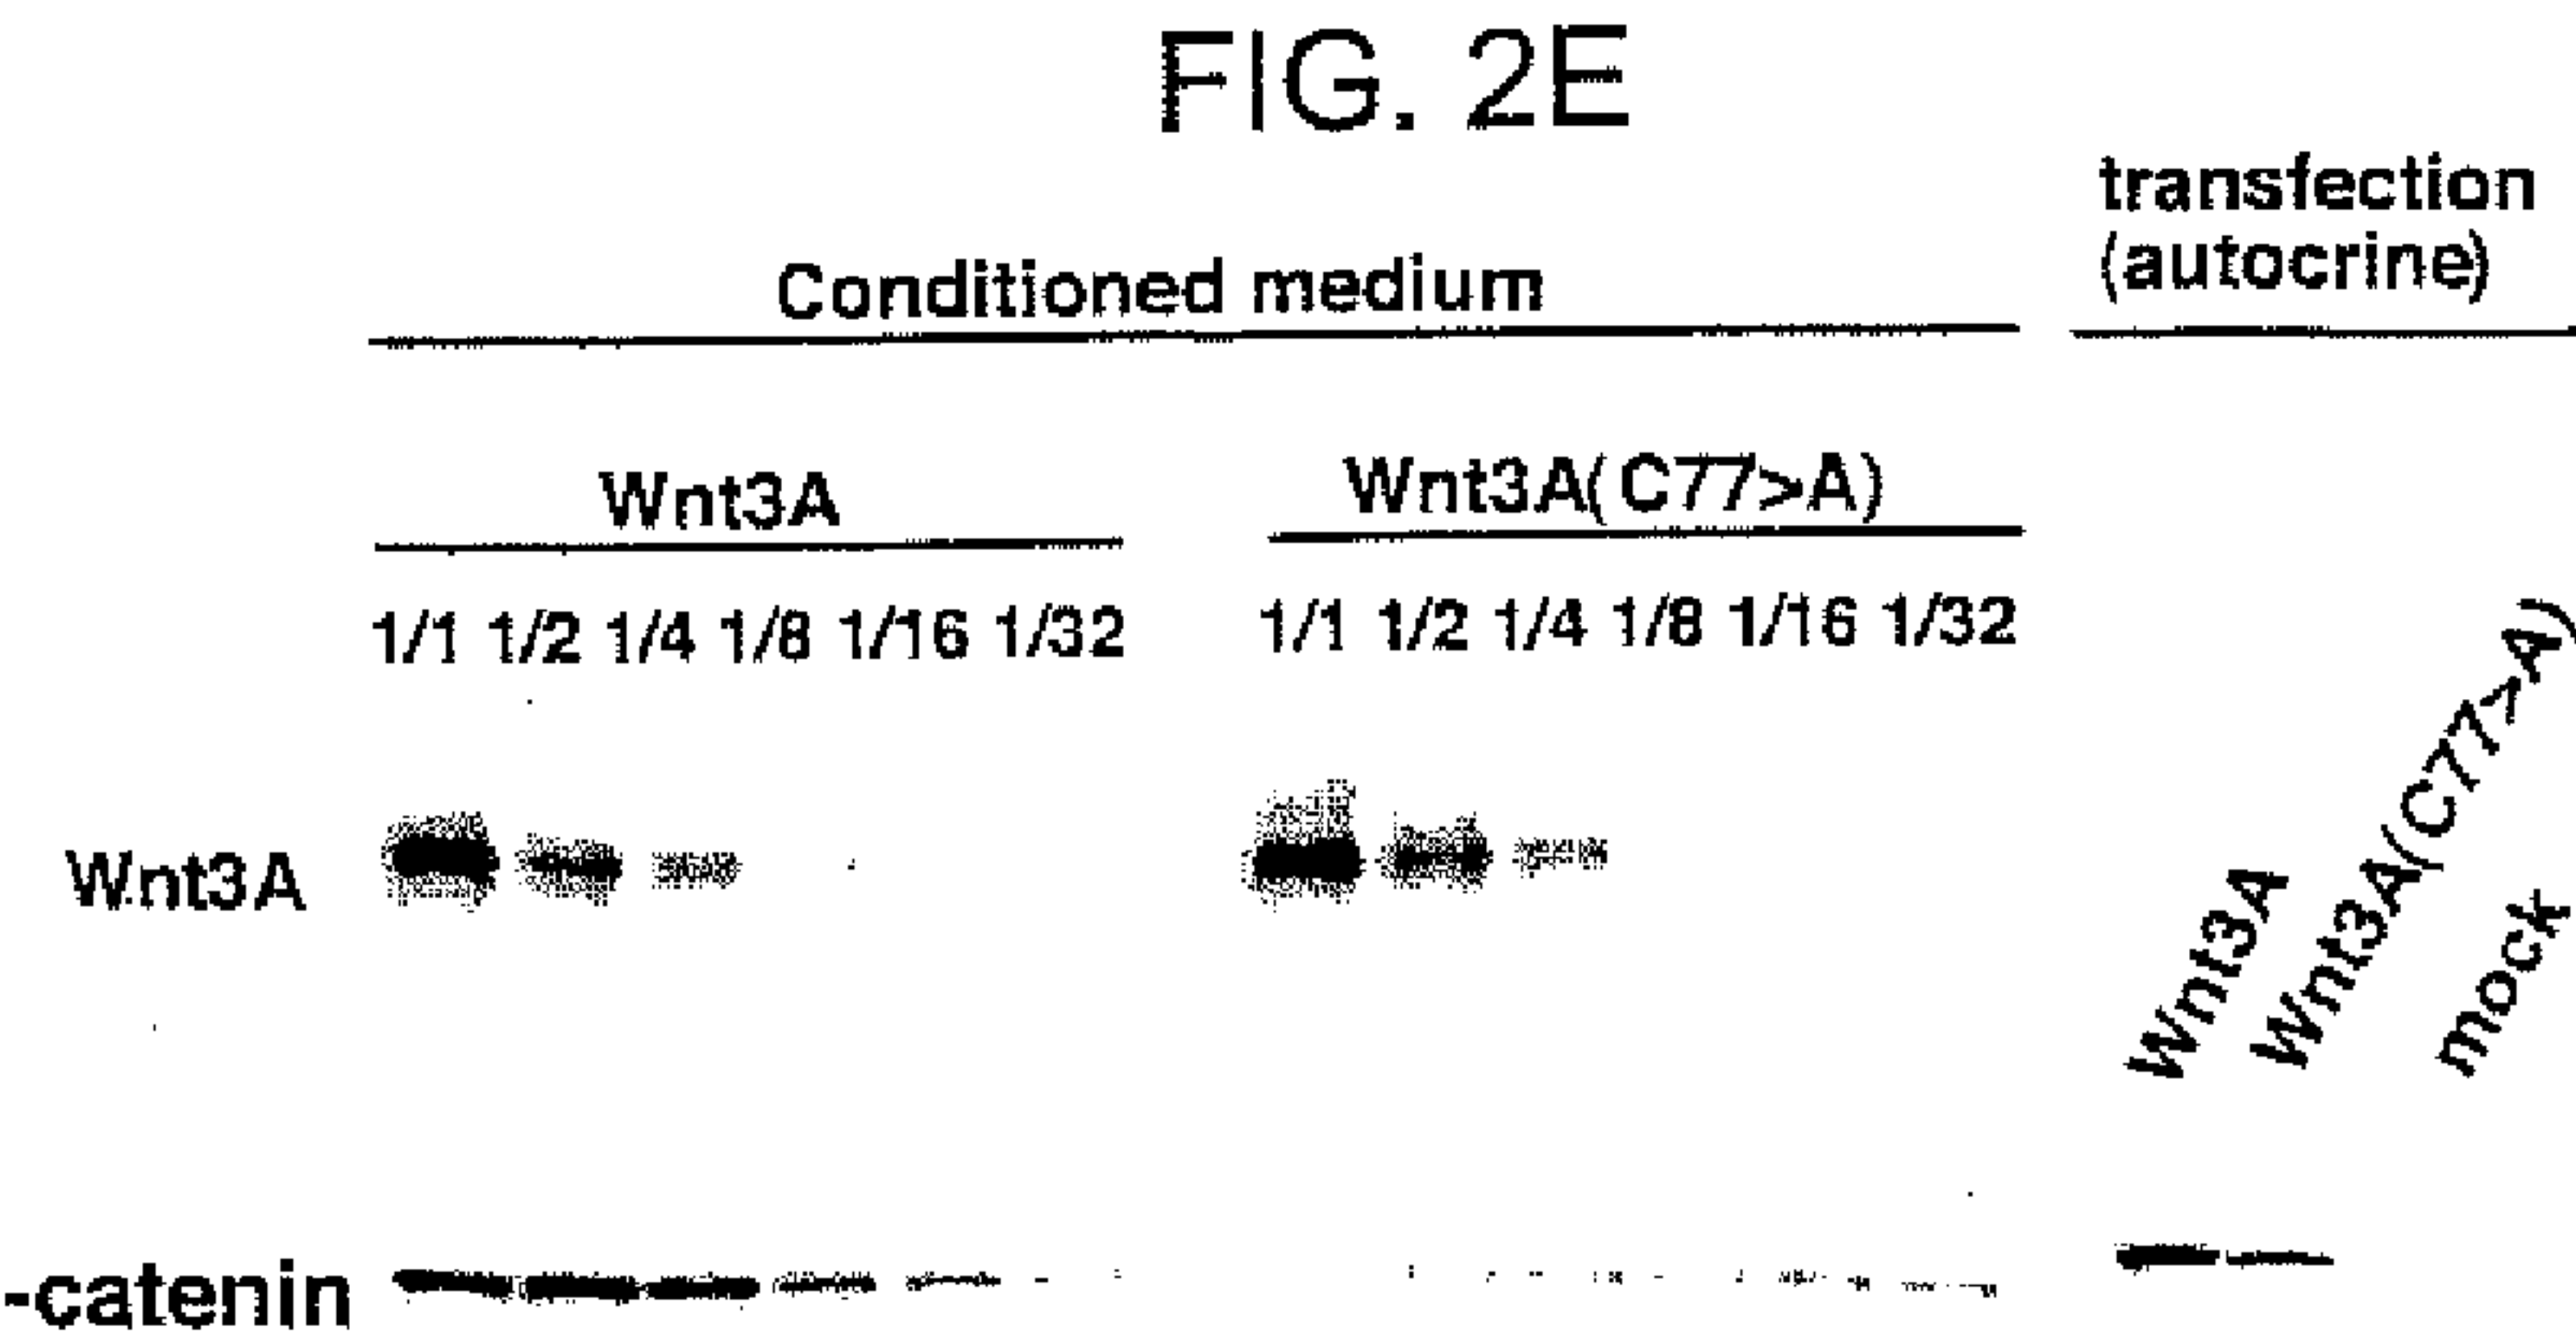 FIG. 2E
transfection
(autocrine)
Conditioned medium
Wnt3A
Wnt3A(C77>A)
1/1 1/2 1/4 1/8 1/16 1/32
1/1 1/2 1/4 1/8 1/16 1/32
Wnt3A
Wnt3A
Wnt3A(C77>A)
mock
-catenin